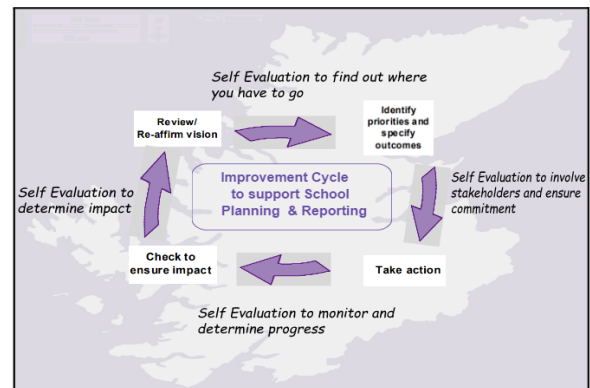 Self Evaluation to find out where
you have to go
Review/
Re-affirm vision
Identify
priorities and
specify
outcomes
Improvement Cycle
to support School
Planning & Reporting
Self Evaluation to involve
stakeholders and ensure
commitment
Self Evaluation to
determine impact
Check to
ensure impact
Take action
Self Evaluation to monitor and
determine progress